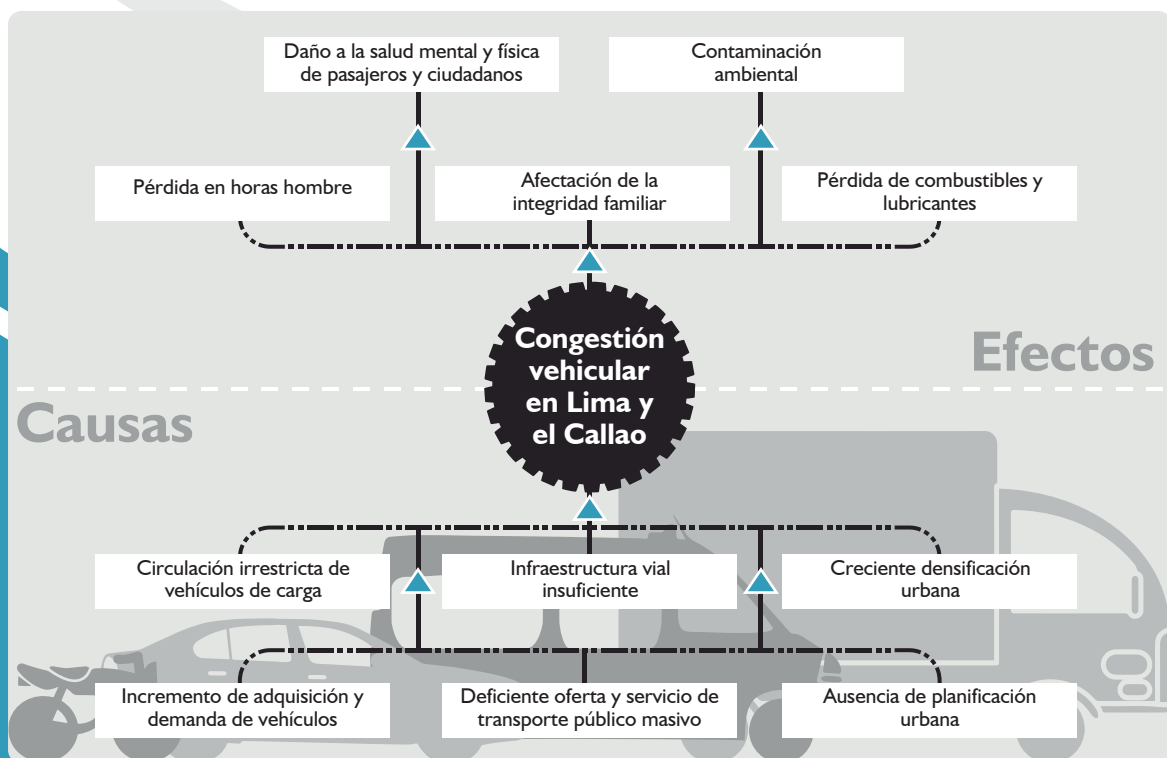 Daño a la salud mental y física
de pasajeros y ciudadanos
Contaminación
ambiental
Pérdida en horas hombre
Afectación de la
integridad familiar
Pérdida de combustibles y
lubricantes
Congestión
vehicular
en Lima y
el Callao
Efectos
Causas
Circulación irrestricta de
vehículos de carga
Infraestructura vial
insuficiente
Creciente densificación
urbana
Incremento de adquisición y
demanda de vehículos
Deficiente oferta y servicio de
transporte público masivo
Ausencia de planificación
urbana